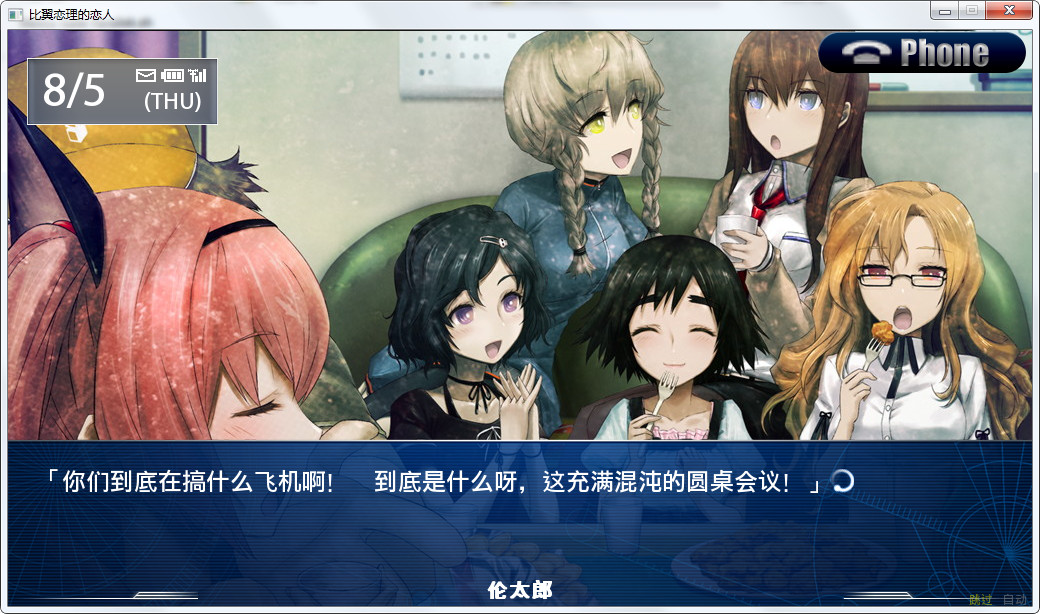 比翼恋理的恋人
8/5
(THU)
Phone
「你们到底在搞什么飞机啊！ 到底是什么呀，这充满混沌的圆桌会议！」
伦太郎
跳过 自动